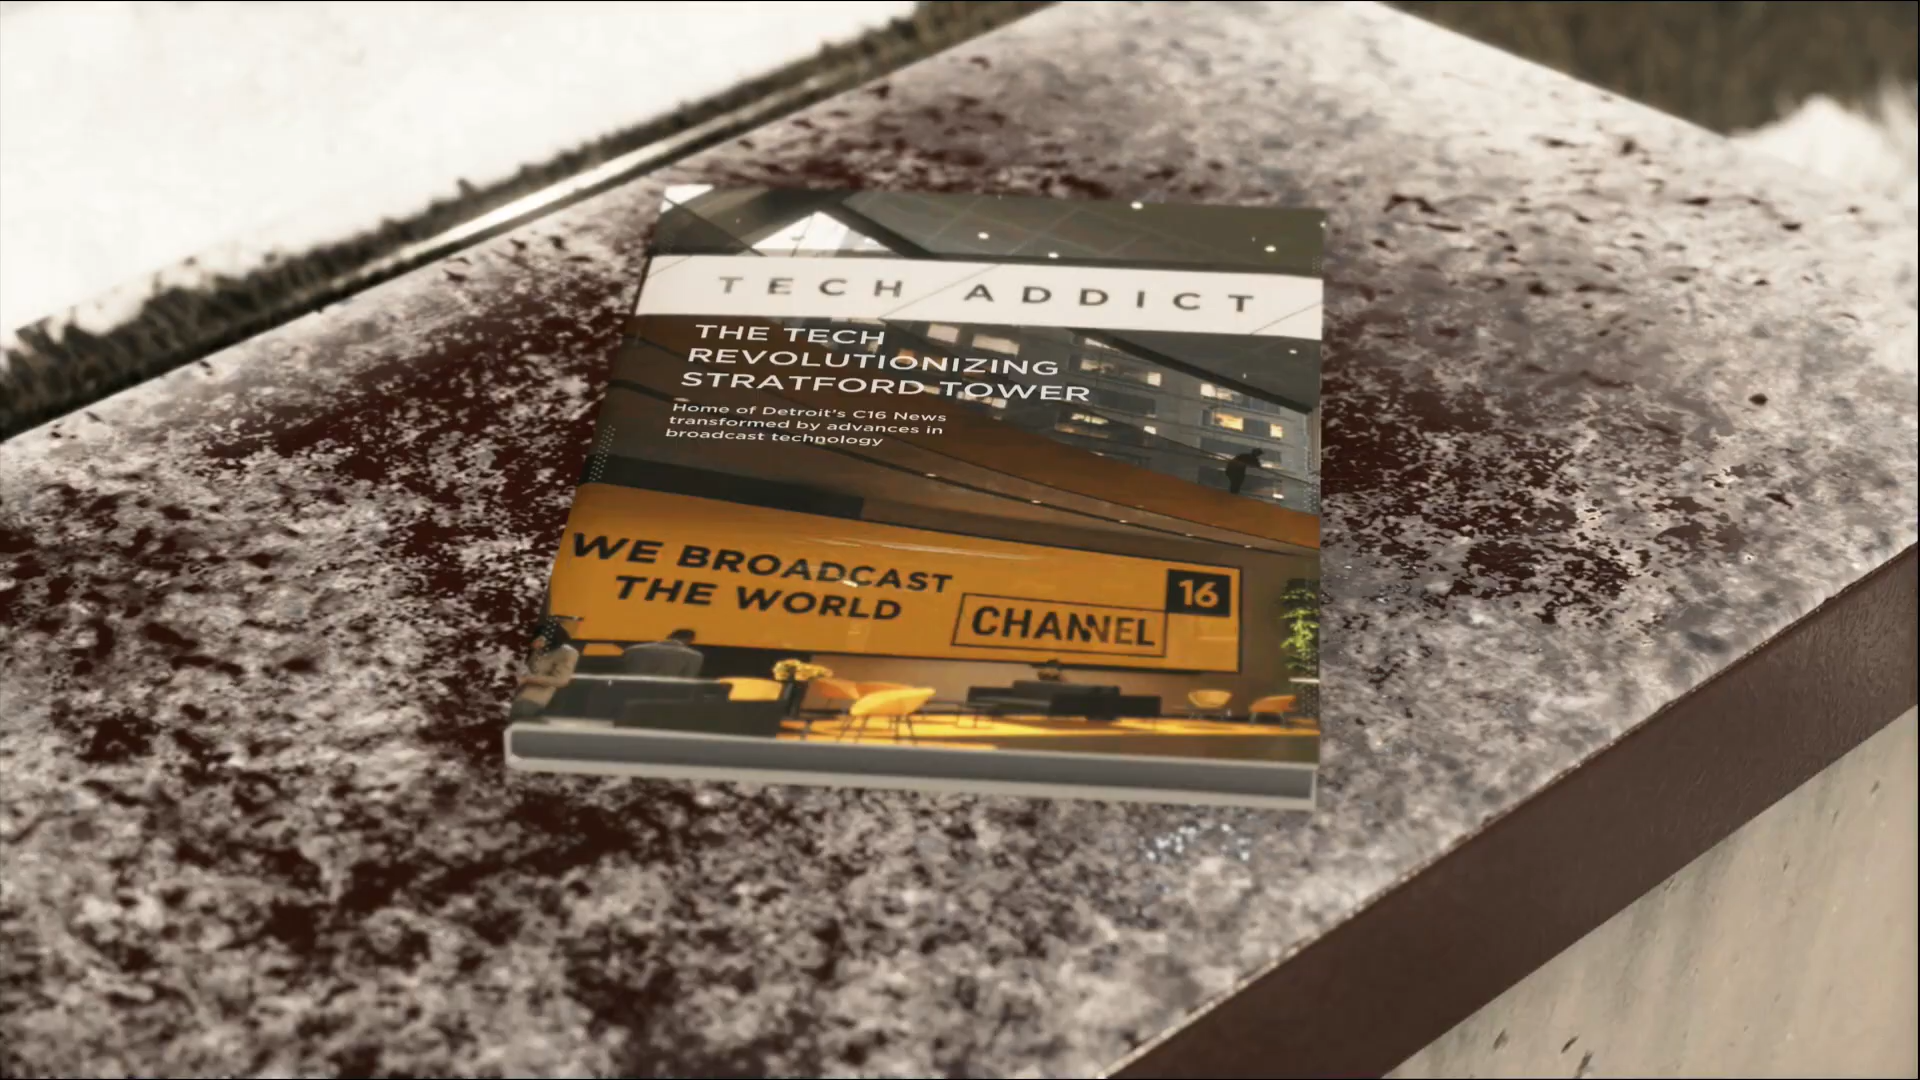 TECH ADDICT
THE TECH
REVOLUTIONIZING
STRATFORD TOWER
Home of Detroit's C16 News
transformed by advances in
broadcast technology
WE BROADCAST
THE WORLD
16
CHANNEL